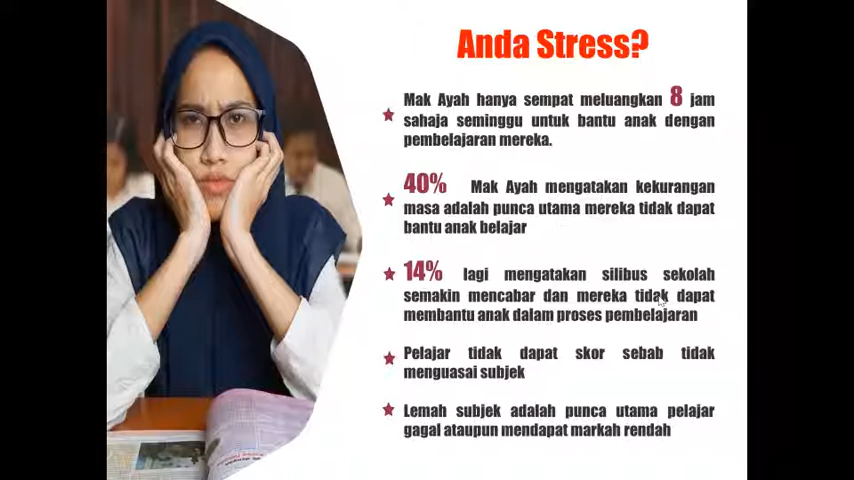 Anda Stress?
Mak Ayah hanya sempat meluangkan 8 jam
sahaja seminggu untuk bantu anak dengan
pembelajaran mereka.
40% Mak Ayah mengatakan kekurangan
masa adalah punca utama mereka tidak dapat
bantu anak belajar
14% lagi mengatakan silibus sekolah
semakin mencabar dan mereka tidak dapat
membantu anak dalam proses pembelajaran
Pelajar tidak dapat skor sebab tidak
menguasai subjek
Lemah subjek adalah punca utama pelajar
gagal ataupun mendapat markah rendah